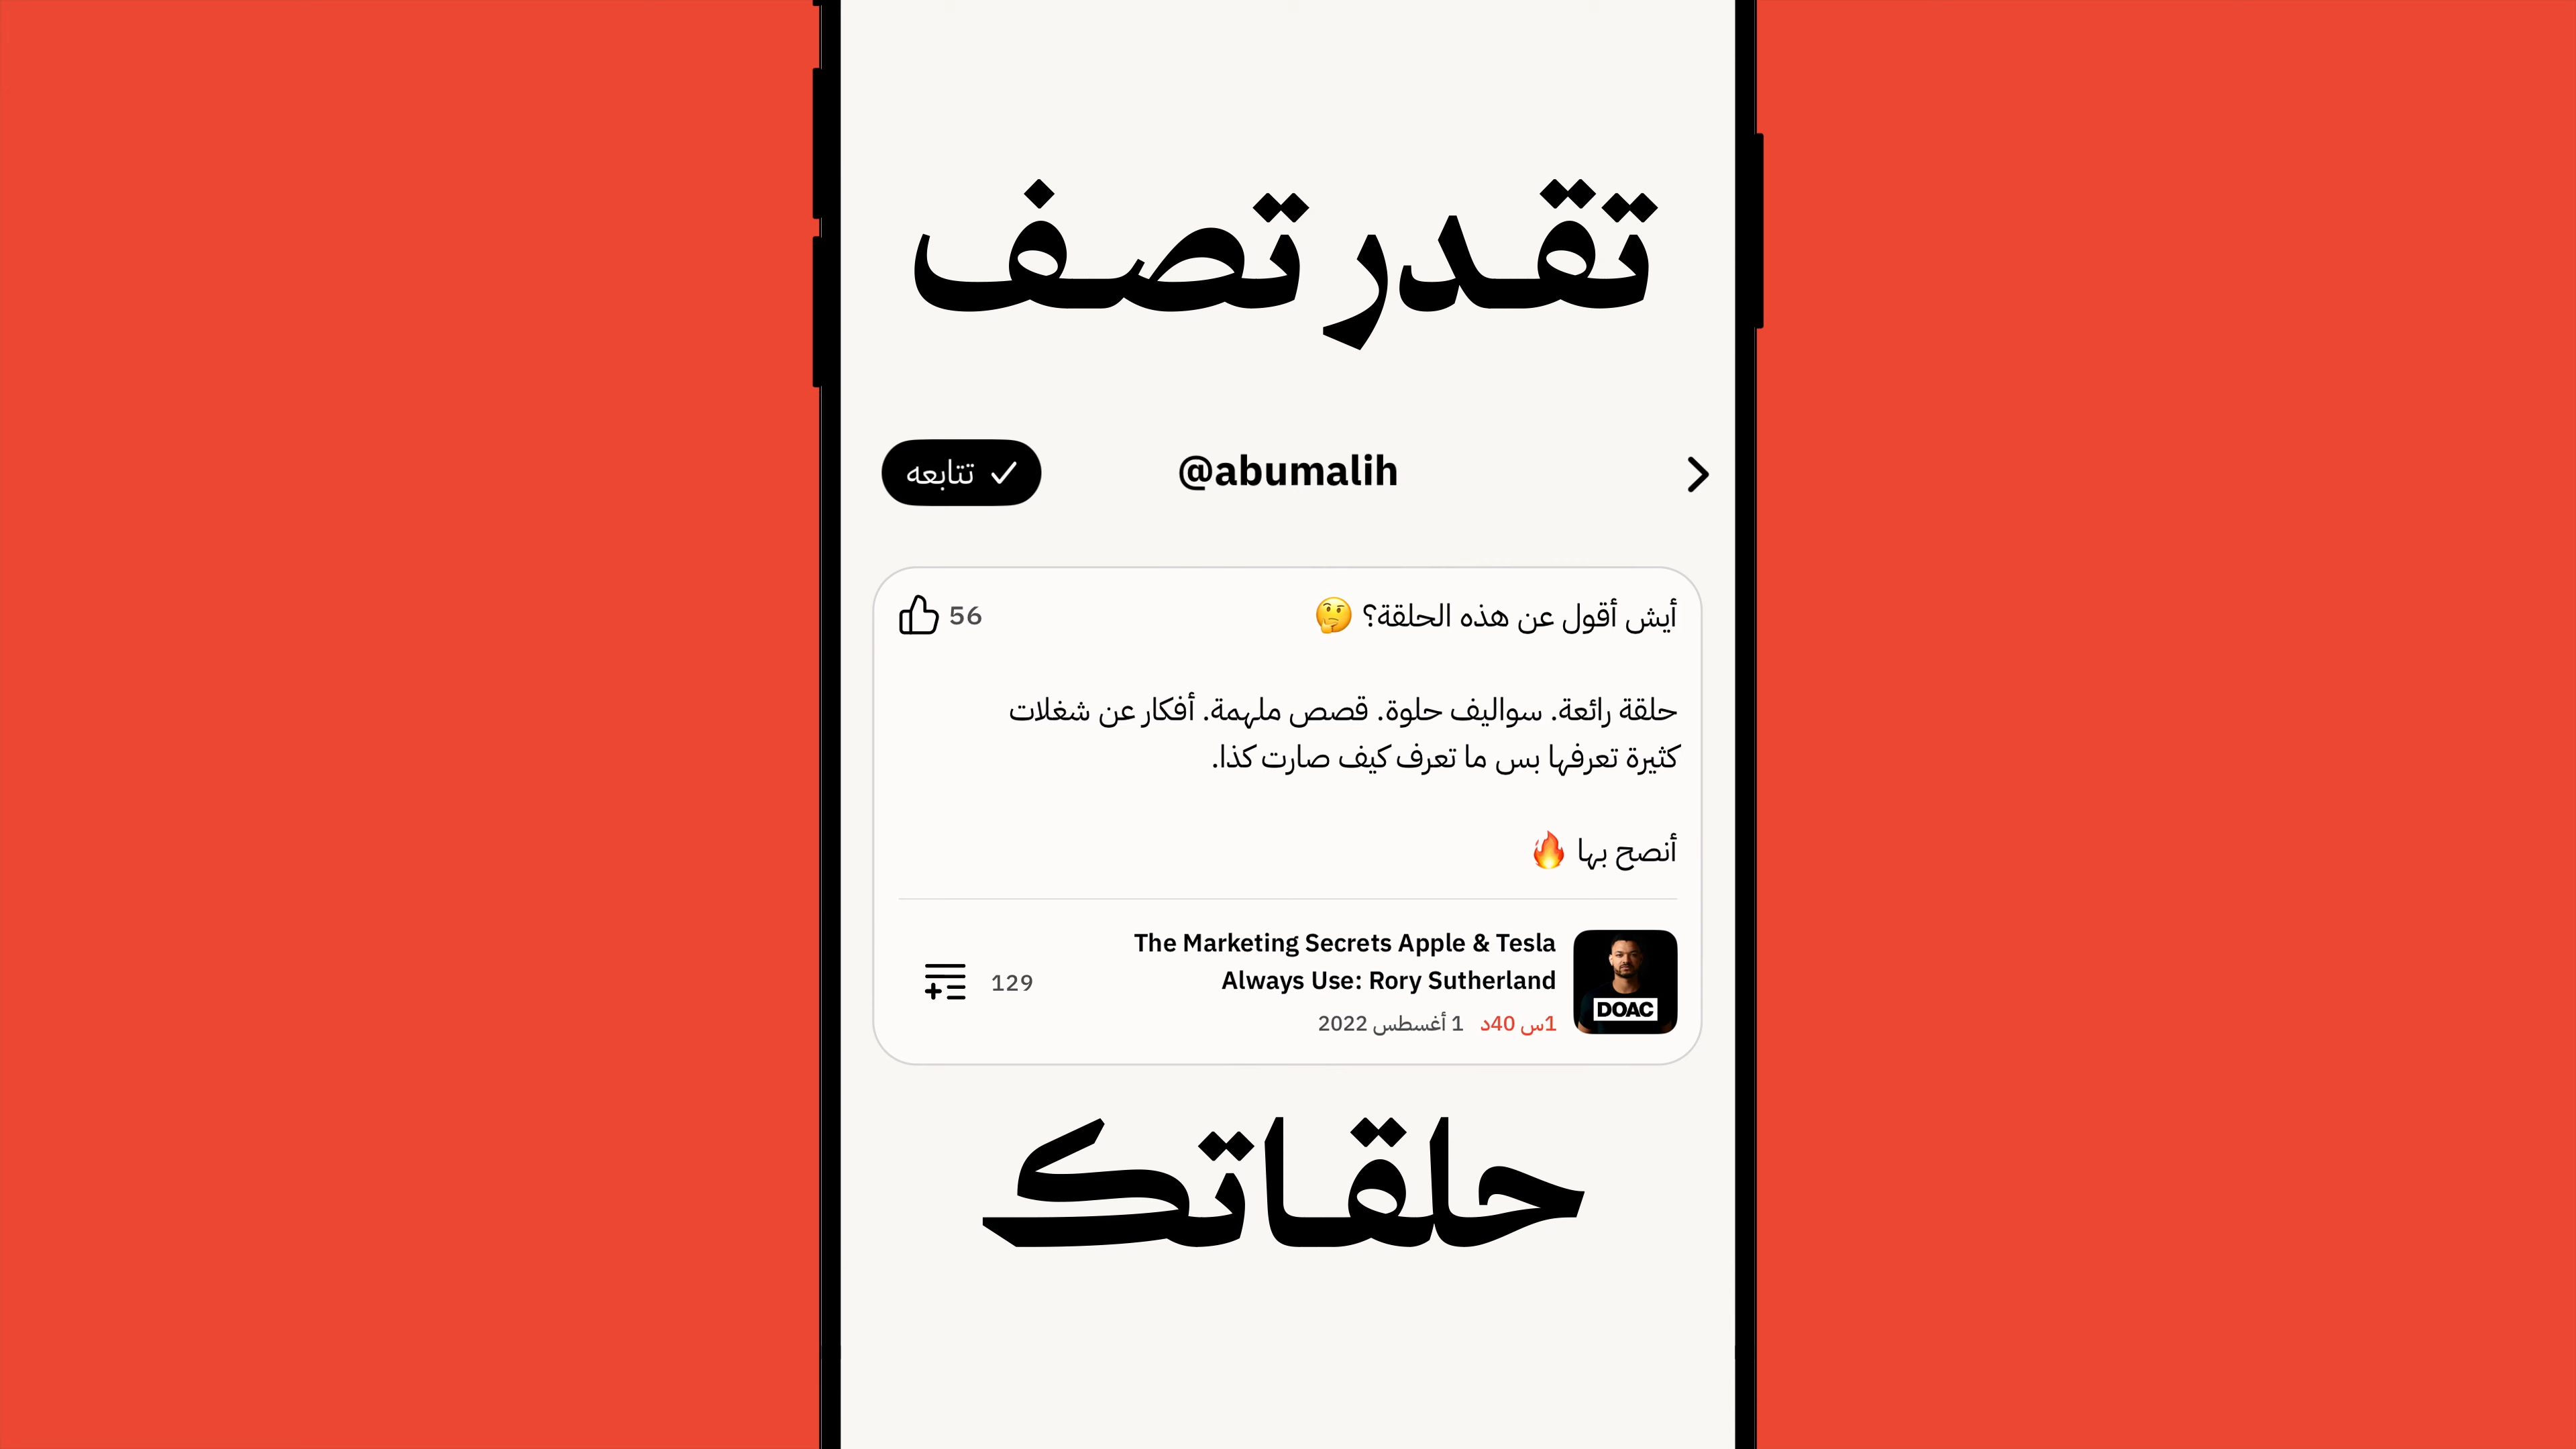 تقدر تصف
تتابعه
@abumalih
أيش أقول عن هذه الحلقة؟ 🤔
56
حلقة رائعة. سواليف حلوة. قصص ملهمة. أفكار عن شغلات
كثيرة تعرفها بس ما تعرف كيف صارت كذا.
أنصح بها 🔥
DOAC
The Marketing Secrets Apple & Tesla
Always Use: Rory Sutherland
1س 40د 1 أغسطس 2022
129
حلقاتك